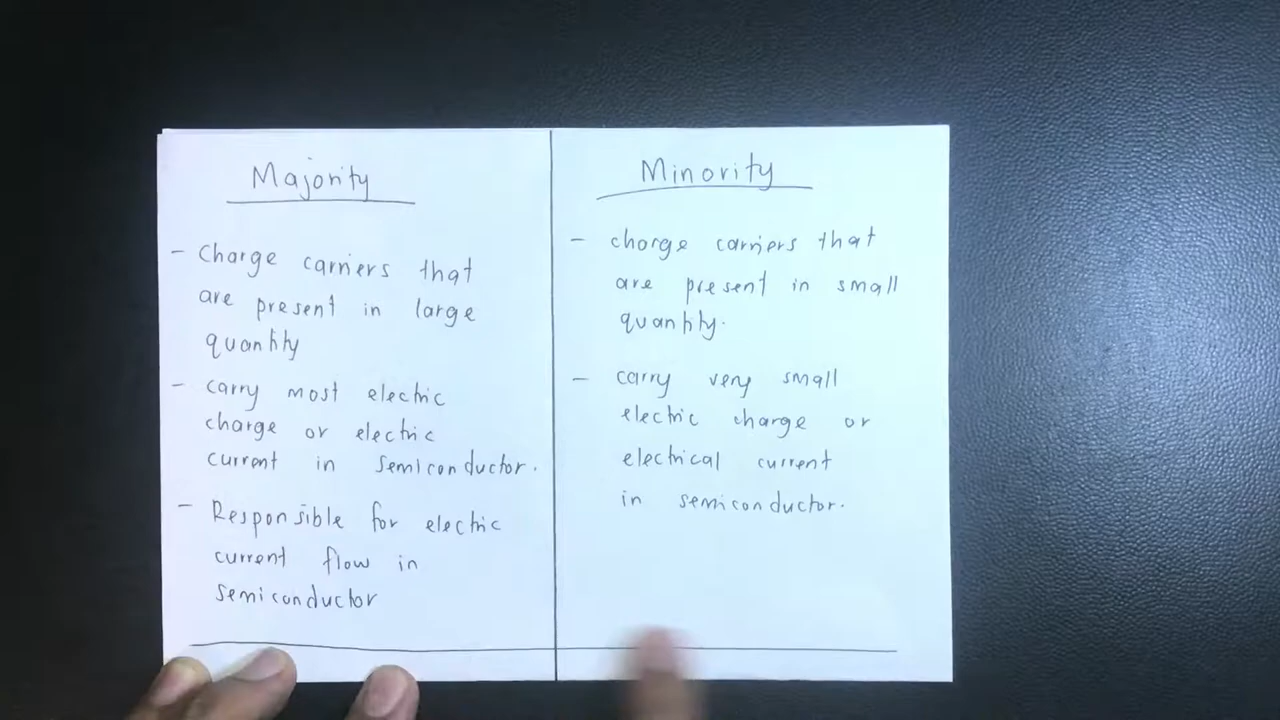 Majority
- Charge carriers that
are present in large
quantity
- carry most electric
charge or electric
current in semiconductor.
- Responsible for electric
current flow in
semiconductor
Minority
- charge carriers that
are present in small
quantity.
- carry very small
electric charge or
electrical current
in semiconductor.